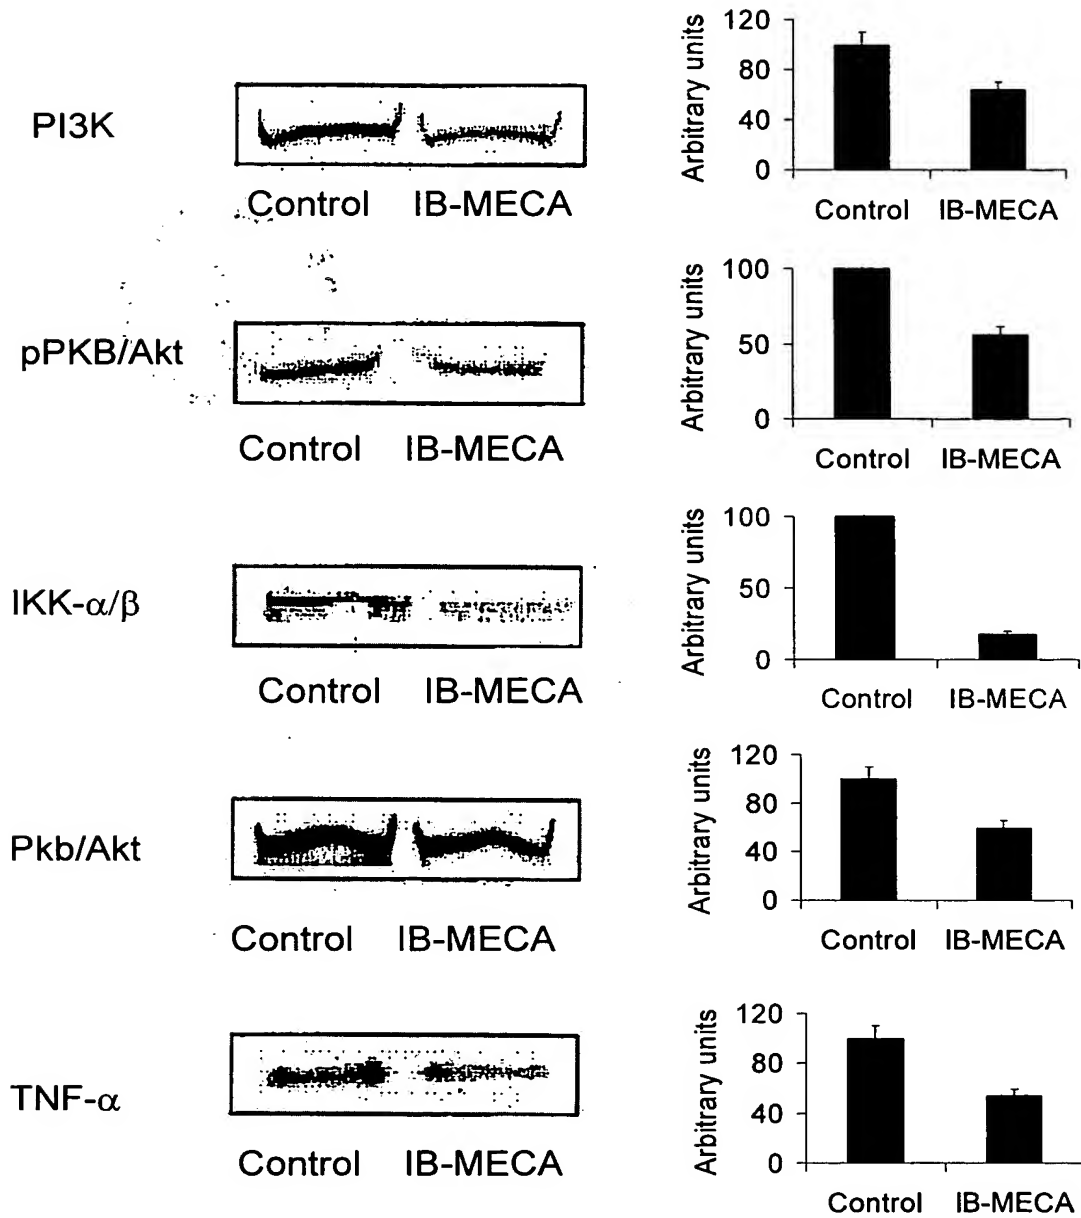 PI3K
Control IB-MECA
Arbitrary units
120
80
40
0
Control IB-MECA
pPKB/Akt
Control IB-MECA
Arbitrary units
100
50
0
Control IB-MECA
IKK-α/β
Control IB-MECA
Arbitrary units
100
50
0
Control IB-MECA
Pkb/Akt
Control IB-MECA
Arbitrary units
120
80
40
0
Control IB-MECA
TNF-α
Control IB-MECA
Arbitrary units
120
80
40
0
Control IB-MECA